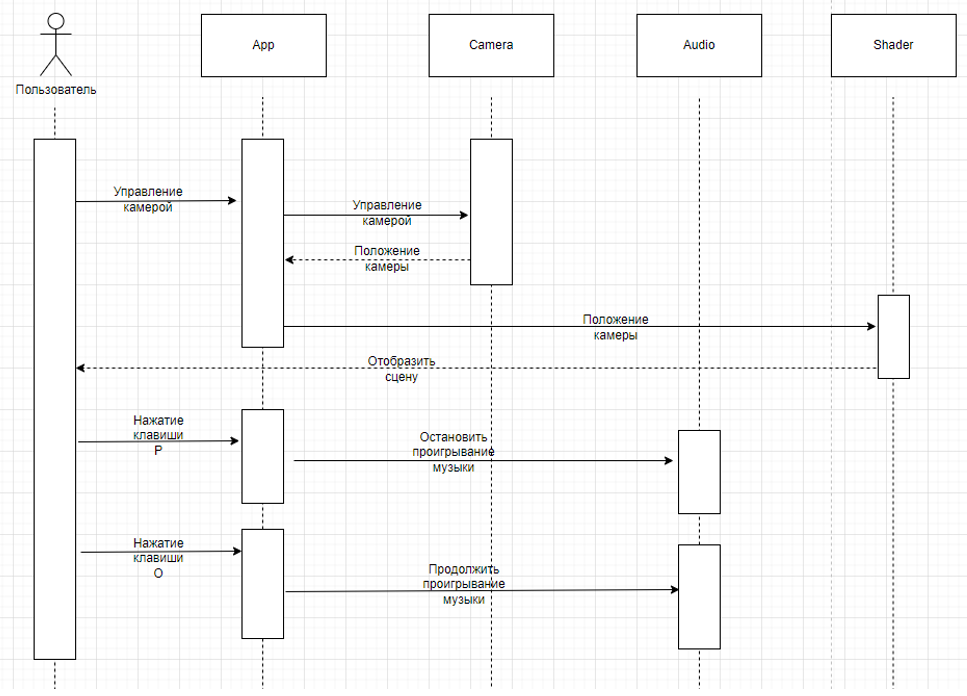 Пользователь
App
Camera
Audio
Shader
Управление
камерой
Управление
камерой
Положение
камеры
Положение
камеры
Отобразить
сцену
Нажатие
клавиши
P
Остановить
проигрывание
музыки
Нажатие
клавиши
O
Продолжить
проигрывание
музыки